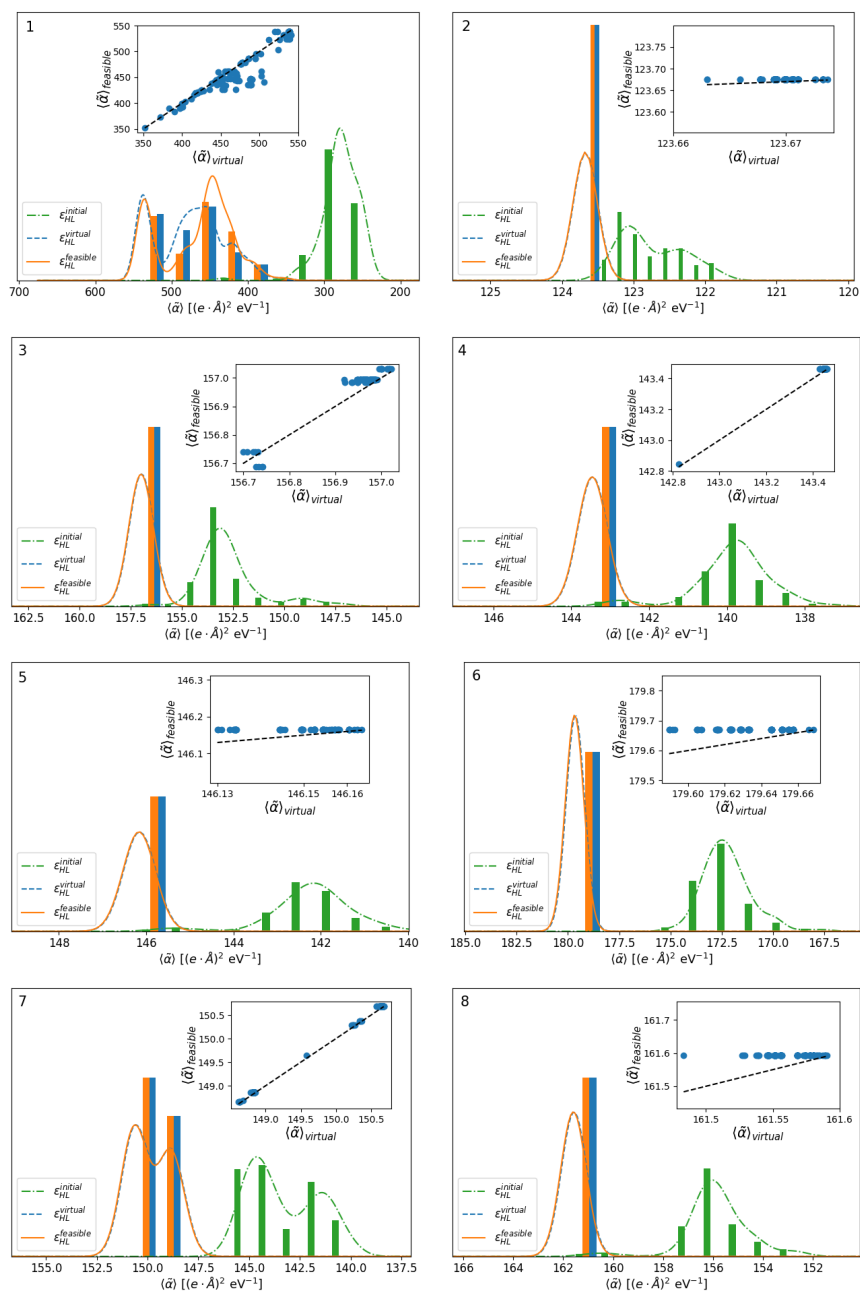 1
⟨α̃⟩feasible
550
500
450
400
350
350 400 450 500 550
⟨α̃⟩virtual
ε_HL^initial
ε_HL^virtual
ε_HL^feasible
700 600 500 400 300 200
⟨α̃⟩ [(e · Å)² eV⁻¹]
2
⟨α̃⟩feasible
123.70
123.65
123.60
123.66 123.67
⟨α̃⟩virtual
ε_HL^initial
ε_HL^virtual
ε_HL^feasible
125 124 123 122 121 120
⟨α̃⟩ [(e · Å)² eV⁻¹]
3
⟨α̃⟩feasible
157.0
156.9
156.8
156.7
156.7 156.8 156.9 157.0
⟨α̃⟩virtual
ε_HL^initial
ε_HL^virtual
ε_HL^feasible
162.5 160.0 157.5 155.0 152.5 150.0 147.5 145.0
⟨α̃⟩ [(e · Å)² eV⁻¹]
4
⟨α̃⟩feasible
143.4
143.2
143.0
142.8
142.8 143.0 143.2 143.4
⟨α̃⟩virtual
ε_HL^initial
ε_HL^virtual
ε_HL^feasible
146 144 142 140 138
⟨α̃⟩ [(e · Å)² eV⁻¹]
5
⟨α̃⟩feasible
146.3
146.2
146.1
146.13 146.15 146.16
⟨α̃⟩virtual
ε_HL^initial
ε_HL^virtual
ε_HL^feasible
148 146 144 142 140
⟨α̃⟩ [(e · Å)² eV⁻¹]
6
⟨α̃⟩feasible
179.8
179.7
179.6
179.5
179.60 179.62 179.64 179.66
⟨α̃⟩virtual
ε_HL^initial
ε_HL^virtual
ε_HL^feasible
185.0 182.5 180.0 177.5 175.0 172.5 170.0 167.5
⟨α̃⟩ [(e · Å)² eV⁻¹]
7
⟨α̃⟩feasible
150.5
150.0
149.5
149.0
149.0 149.5 150.0 150.5
⟨α̃⟩virtual
ε_HL^initial
ε_HL^virtual
ε_HL^feasible
155.0 152.5 150.0 147.5 145.0 142.5 140.0 137.5
⟨α̃⟩ [(e · Å)² eV⁻¹]
8
⟨α̃⟩feasible
161.7
161.6
161.5
161.5 161.55 161.6
⟨α̃⟩virtual
ε_HL^initial
ε_HL^virtual
ε_HL^feasible
166 164 162 160 158 156 154 152
⟨α̃⟩ [(e · Å)² eV⁻¹]